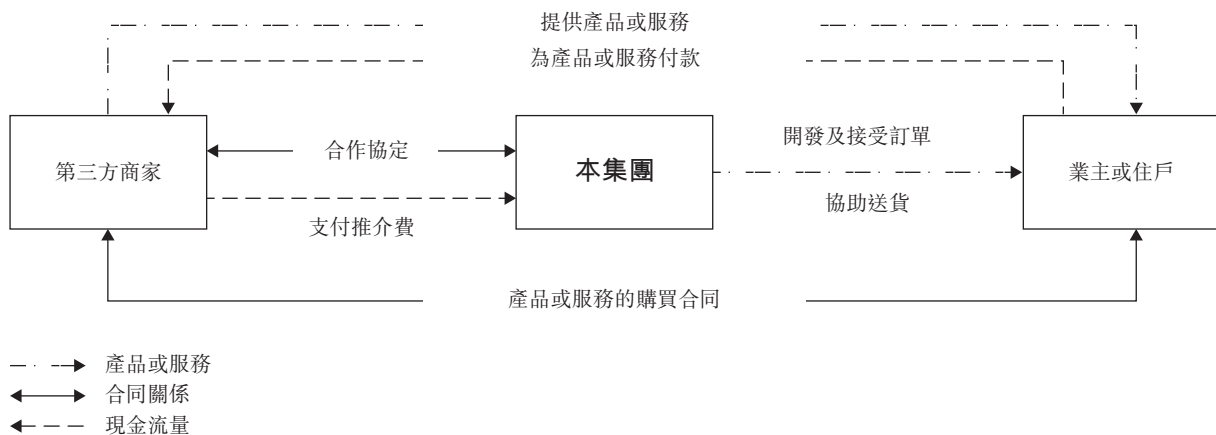 提供產品或服務
為產品或服務付款
第三方商家
合作協定
支付推介費
本集團
開發及接受訂單
協助送貨
業主或住戶
產品或服務的購買合同
產品或服務
合同關係
現金流量